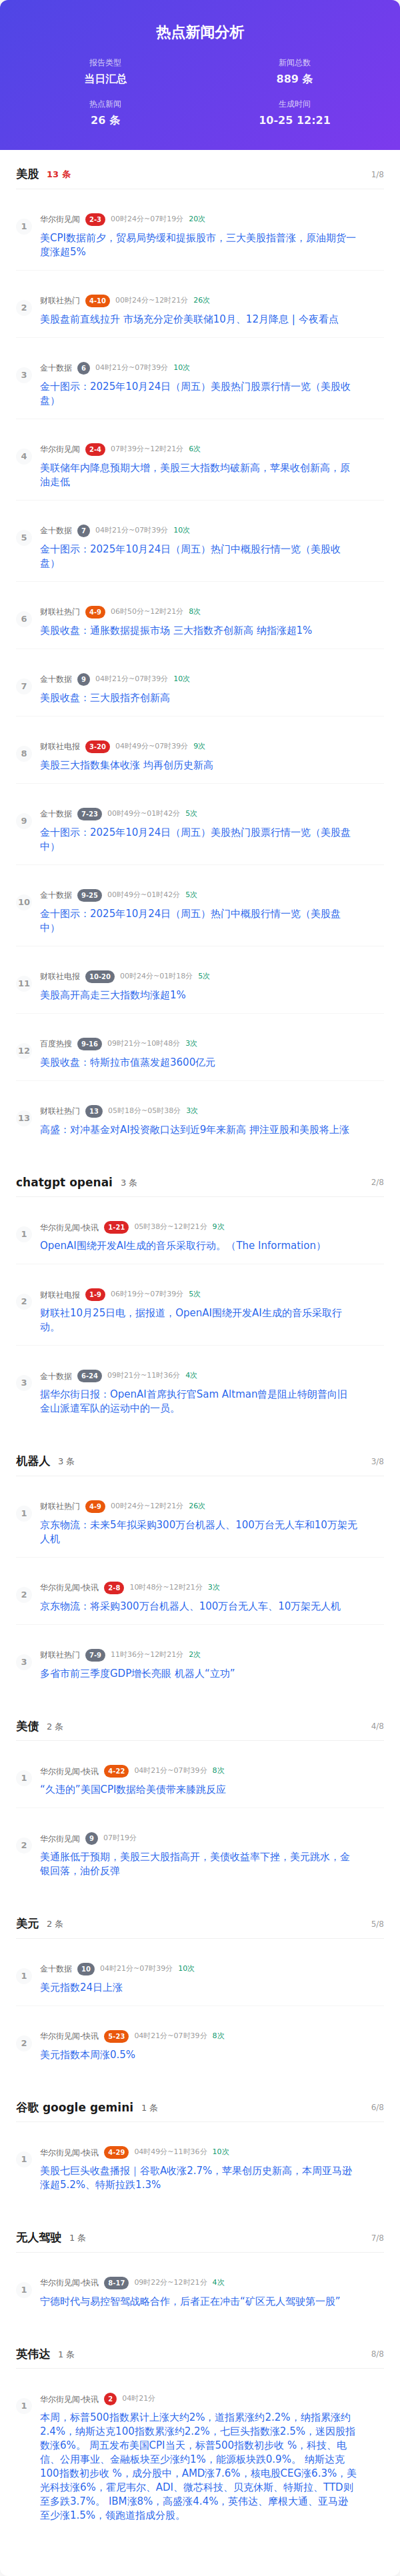 热点新闻分析
报告类型
当日汇总
新闻总数
889 条
热点新闻
26 条
生成时间
10-25 12:21
美股 13 条 1/8
1
华尔街见闻 2-3 00时24分~07时19分 20次
美CPI数据前夕，贸易局势缓和提振股市，三大美股指普涨，原油期货一
度涨超5%
2
财联社热门 4-10 00时24分~12时21分 26次
美股盘前直线拉升 市场充分定价美联储10月、12月降息 | 今夜看点
3
金十数据 6 04时21分~07时39分 10次
金十图示：2025年10月24日（周五）美股热门股票行情一览（美股收
盘）
4
华尔街见闻 2-4 07时39分~12时21分 6次
美联储年内降息预期大增，美股三大指数均破新高，苹果收创新高，原
油走低
5
金十数据 7 04时21分~07时39分 10次
金十图示：2025年10月24日（周五）热门中概股行情一览（美股收
盘）
6
财联社热门 4-9 06时50分~12时21分 8次
美股收盘：通胀数据提振市场 三大指数齐创新高 纳指涨超1%
7
金十数据 9 04时21分~07时39分 10次
美股收盘：三大股指齐创新高
8
财联社电报 3-20 04时49分~07时39分 9次
美股三大指数集体收涨 均再创历史新高
9
金十数据 7-23 00时49分~01时42分 5次
金十图示：2025年10月24日（周五）美股热门股票行情一览（美股盘
中）
10
金十数据 9-25 00时49分~01时42分 5次
金十图示：2025年10月24日（周五）热门中概股行情一览（美股盘
中）
11
财联社电报 10-20 00时24分~01时18分 5次
美股高开高走三大指数均涨超1%
12
百度热搜 9-16 09时21分~10时48分 3次
美股收盘：特斯拉市值蒸发超3600亿元
13
财联社热门 13 05时18分~05时38分 3次
高盛：对冲基金对AI投资敞口达到近9年来新高 押注亚股和美股将上涨
chatgpt openai 3 条 2/8
1
华尔街见闻-快讯 1-21 05时38分~12时21分 9次
OpenAI围绕开发AI生成的音乐采取行动。（The Information）
2
财联社电报 1-9 06时19分~07时39分 5次
财联社10月25日电，据报道，OpenAI围绕开发AI生成的音乐采取行
动。
3
金十数据 6-24 09时21分~11时36分 4次
据华尔街日报：OpenAI首席执行官Sam Altman曾是阻止特朗普向旧
金山派遣军队的运动中的一员。
机器人 3 条 3/8
1
财联社热门 4-9 00时24分~12时21分 26次
京东物流：未来5年拟采购300万台机器人、100万台无人车和10万架无
人机
2
华尔街见闻-快讯 2-8 10时48分~12时21分 3次
京东物流：将采购300万台机器人、100万台无人车、10万架无人机
3
财联社热门 7-9 11时36分~12时21分 2次
多省市前三季度GDP增长亮眼 机器人“立功”
美债 2 条 4/8
1
华尔街见闻-快讯 4-22 04时21分~07时39分 8次
“久违的”美国CPI数据给美债带来膝跳反应
2
华尔街见闻 9 07时19分
美通胀低于预期，美股三大股指高开，美债收益率下挫，美元跳水，金
银回落，油价反弹
美元 2 条 5/8
1
金十数据 10 04时21分~07时39分 10次
美元指数24日上涨
2
华尔街见闻-快讯 5-23 04时21分~07时39分 8次
美元指数本周涨0.5%
谷歌 google gemini 1 条 6/8
1
华尔街见闻-快讯 4-29 04时49分~11时36分 10次
美股七巨头收盘播报｜谷歌A收涨2.7%，苹果创历史新高，本周亚马逊
涨超5.2%、特斯拉跌1.3%
无人驾驶 1 条 7/8
1
华尔街见闻-快讯 8-17 09时22分~12时21分 4次
宁德时代与易控智驾战略合作，后者正在冲击“矿区无人驾驶第一股”
英伟达 1 条 8/8
1
华尔街见闻-快讯 2 04时21分
本周，标普500指数累计上涨大约2%，道指累涨约2.2%，纳指累涨约
2.4%，纳斯达克100指数累涨约2.2%，七巨头指数涨2.5%，迷因股指
数涨6%。 周五发布美国CPI当天，标普500指数初步收 %，科技、电
信、公用事业、金融板块至少涨约1%，能源板块跌0.9%。 纳斯达克
100指数初步收 %，成分股中，AMD涨7.6%，核电股CEG涨6.3%，美
光科技涨6%，霍尼韦尔、ADI、微芯科技、贝克休斯、特斯拉、TTD则
至多跌3.7%。 IBM涨8%，高盛涨4.4%，英伟达、摩根大通、亚马逊
至少涨1.5%，领跑道指成分股。